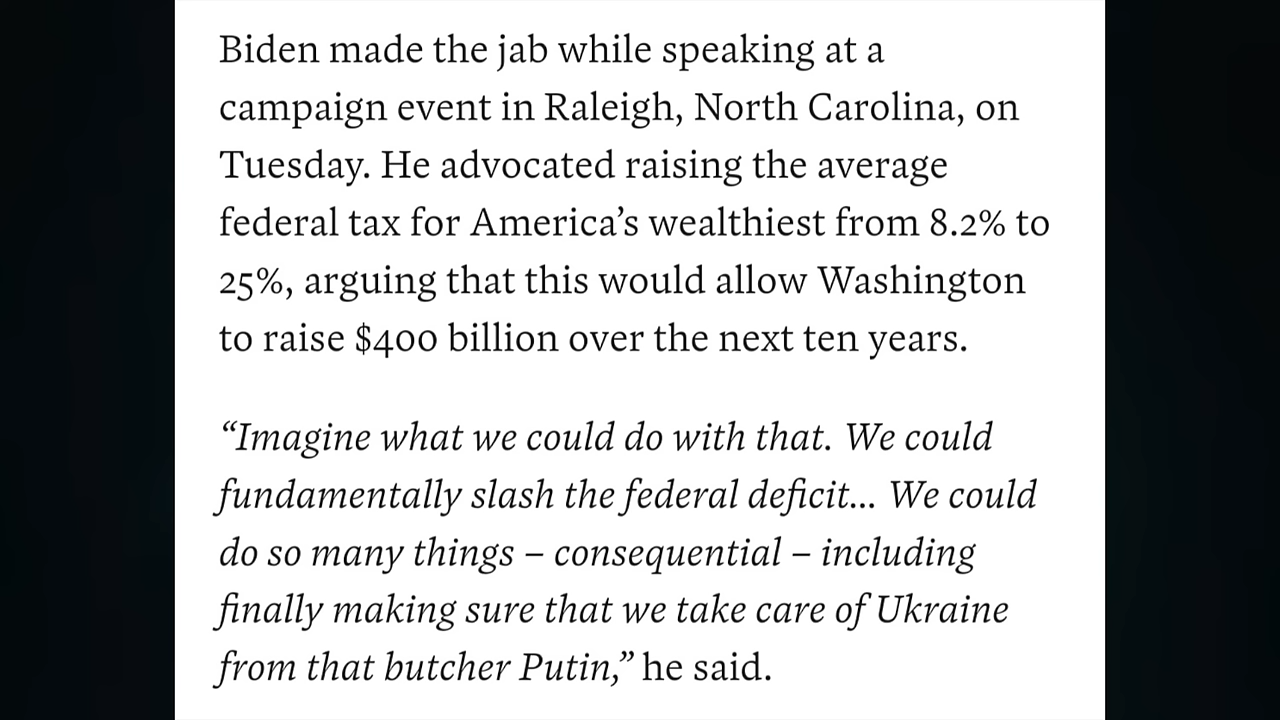 Biden made the jab while speaking at a
campaign event in Raleigh, North Carolina, on
Tuesday. He advocated raising the average
federal tax for America’s wealthiest from 8.2% to
25%, arguing that this would allow Washington
to raise $400 billion over the next ten years.
“Imagine what we could do with that. We could
fundamentally slash the federal deficit... We could
do so many things – consequential – including
finally making sure that we take care of Ukraine
from that butcher Putin,” he said.